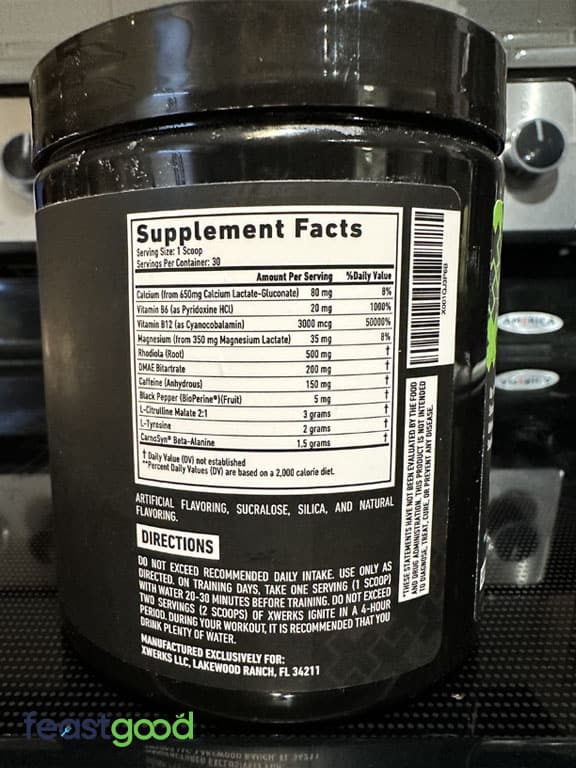 Supplement Facts
Serving Size: 1 Scoop
Servings Per Container: 30
Amount Per Serving %Daily Value
Calcium (from 650mg Calcium Lactate-Gluconate) 80 mg 8%
Vitamin B6 (as Pyridoxine HCl) 20 mg 1000%
Vitamin B12 (as Cyanocobalamin) 3000 mcg 50000%
Magnesium (from 350 mg Magnesium Lactate) 35 mg 8%
Rhodiola (Root) 500 mg †
DMAE Bitartrate 200 mg †
Caffeine (Anhydrous) 150 mg †
Black Pepper (BioPerine®)(Fruit) 5 mg †
L-Citrulline Malate 2:1 3 grams †
L-Tyrosine 2 grams †
CarnoSyn® Beta-Alanine 1.5 grams †
† Daily Value (DV) not established
**Percent Daily Values (DV) are based on a 2,000 calorie diet.
ARTIFICIAL FLAVORING, SUCRALOSE, SILICA, AND NATURAL
FLAVORING.
DIRECTIONS
DO NOT EXCEED RECOMMENDED DAILY INTAKE. USE ONLY AS
DIRECTED. ON TRAINING DAYS, TAKE ONE SERVING (1 SCOOP)
WITH WATER 20-30 MINUTES BEFORE TRAINING. DO NOT EXCEED
TWO SERVINGS (2 SCOOPS) OF XWERKS IGNITE IN A 4-HOUR
PERIOD. DURING YOUR WORKOUT, IT IS RECOMMENDED THAT YOU
DRINK PLENTY OF WATER.
MANUFACTURED EXCLUSIVELY FOR:
XWERKS LLC, LAKEWOOD RANCH, FL 34211
*THESE STATEMENTS HAVE NOT BEEN EVALUATED BY THE FOOD
AND DRUG ADMINISTRATION. THIS PRODUCT IS NOT INTENDED
TO DIAGNOSE, TREAT, CURE, OR PREVENT ANY DISEASE.
feastgood